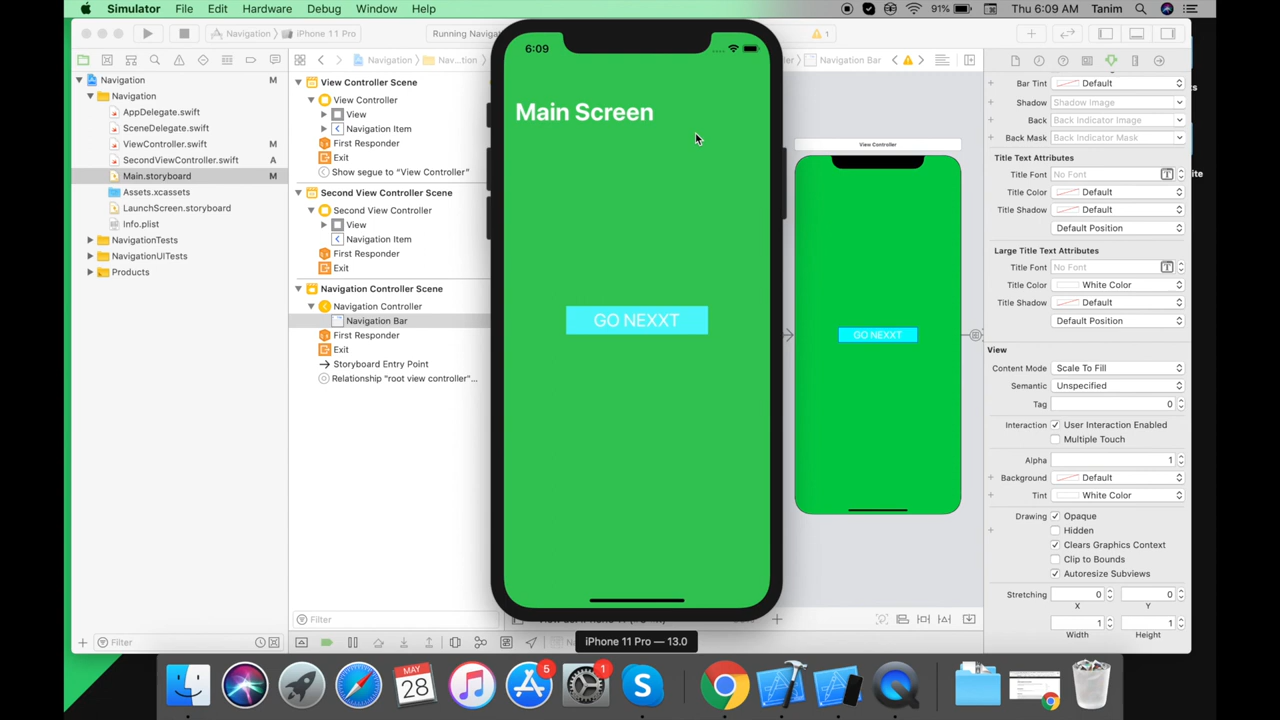 Simulator File Edit Hardware Debug Window Help 91% Thu 6:09 AM Tanim
Navigation iPhone 11 Pro Running Navig 1
Navigation Nav...tion Navigation Bar
Navigation
Navigation
AppDelegate.swift
SceneDelegate.swift
ViewController.swift M
SecondViewController.swift A
Main.storyboard M
Assets.xcassets
LaunchScreen.storyboard
Info.plist
NavigationTests
NavigationUITests
Products
Filter
View Controller Scene
View Controller
View
Navigation Item
First Responder
Exit
Show segue to "View Controller"
Second View Controller Scene
Second View Controller
View
Navigation Item
First Responder
Exit
Navigation Controller Scene
Navigation Controller
Navigation Bar
First Responder
Exit
Storyboard Entry Point
Relationship "root view controller"...
Filter
6:09
Main Screen
GO NEXXT
iPhone 11 Pro — 13.0
View Controller
GO NEXXT
Bar Tint Default
Shadow Shadow Image
Back Back Indicator Image
Back Mask Back Indicator Mask
Title Text Attributes
Title Font No Font T
Title Color Default
Title Shadow Default
Default Position
Large Title Text Attributes
Title Font No Font T
Title Color White Color
Title Shadow Default
Default Position
View
Content Mode Scale To Fill
Semantic Unspecified
Tag 0
Interaction User Interaction Enabled
Multiple Touch
Alpha 1
Background Default
Tint White Color
Drawing Opaque
Hidden
Clears Graphics Context
Clip to Bounds
Autoresize Subviews
Stretching 0 0
X Y
1 1
Width Height
MAY
28
5
1